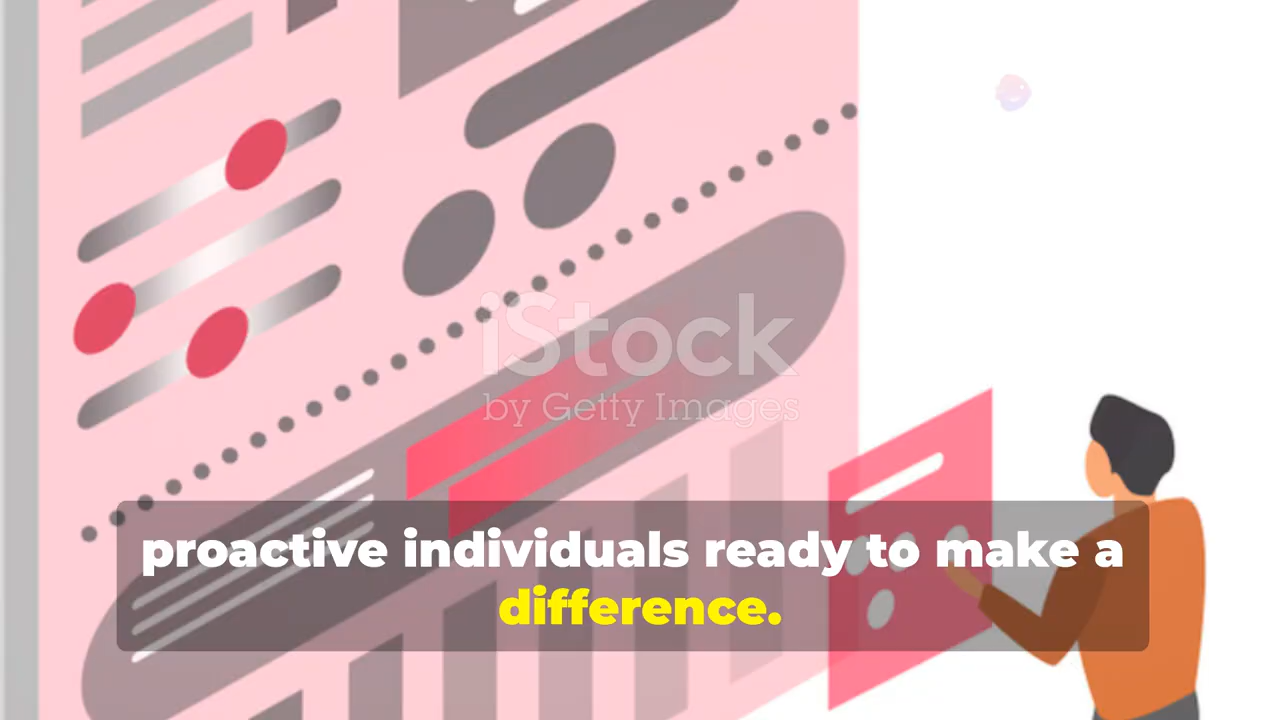 iStock
by Getty Images
proactive individuals ready to make a
difference.